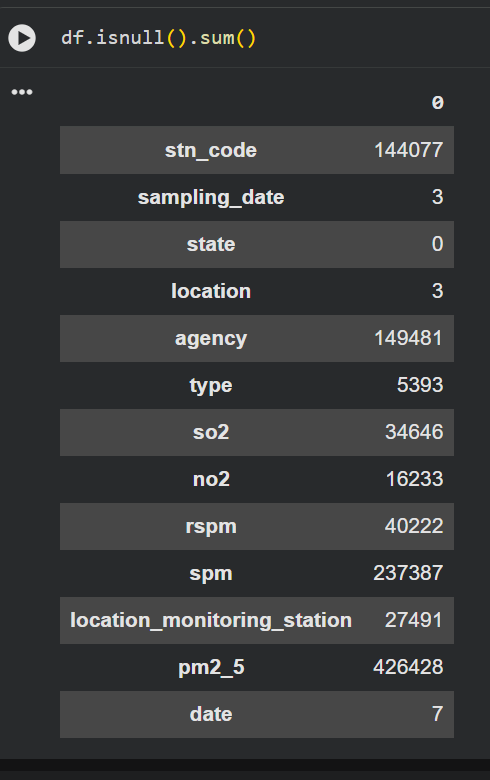 df.isnull().sum()
0
stn_code 144077
sampling_date 3
state 0
location 3
agency 149481
type 5393
so2 34646
no2 16233
rspm 40222
spm 237387
location_monitoring_station 27491
pm2_5 426428
date 7